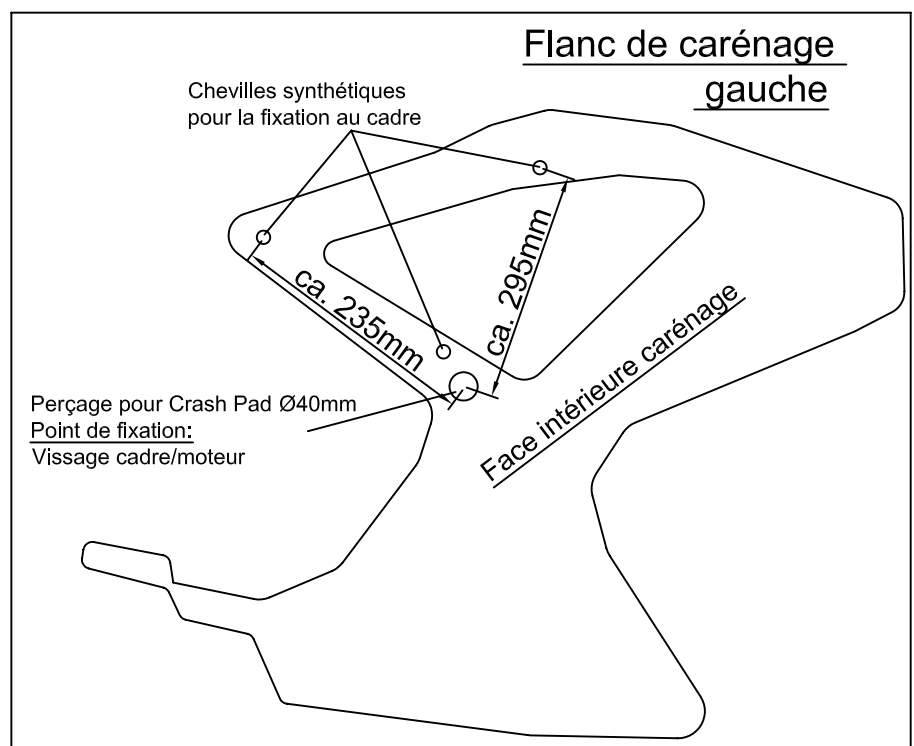 Flanc de carénage
gauche
Chevilles synthétiques
pour la fixation au cadre
ca. 235mm
ca. 295mm
Face intérieure carénage
Perçage pour Crash Pad Ø40mm
Point de fixation:
Vissage cadre/moteur